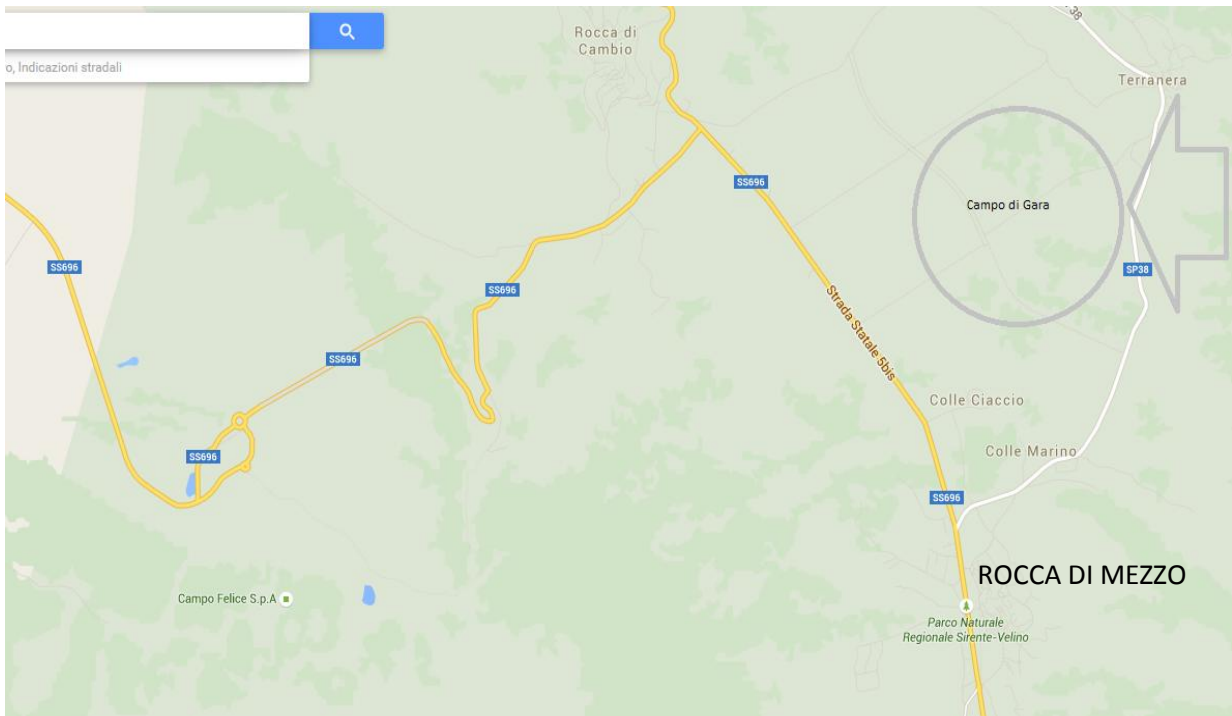 Rocca di
Cambio
38
o, Indicazioni stradali
Terranera
SS696
Campo di Gara
SS696
SP38
SS696
Strada Statale 5bis
SS696
Colle Ciaccio
Colle Marino
SS696
SS696
ROCCA DI MEZZO
Campo Felice S.p.A
Parco Naturale
Regionale Sirente-Velino